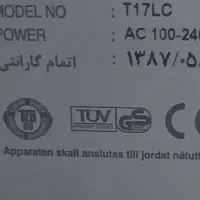 MODEL NO : T17LC
POWER : AC 100-240
اتمام گارانتی : ۱۳۸۷/۰۵/
TÜV GS CE
Apparaten skall anslutas till jordat nätutt